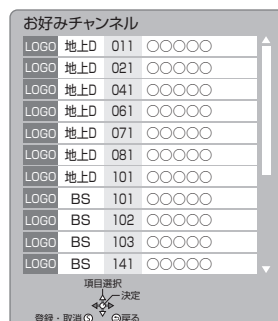 お好みチャンネル
LOGO 地上D 011 ○○○○○
LOGO 地上D 021 ○○○○○
LOGO 地上D 041 ○○○○○
LOGO 地上D 061 ○○○○○
LOGO 地上D 071 ○○○○○
LOGO 地上D 081 ○○○○○
LOGO 地上D 101 ○○○○○
LOGO BS 101 ○○○○○
LOGO BS 102 ○○○○○
LOGO BS 103 ○○○○○
LOGO BS 141 ○○○○○
項目選択
決定
登録・取消Ⓢ 戻る